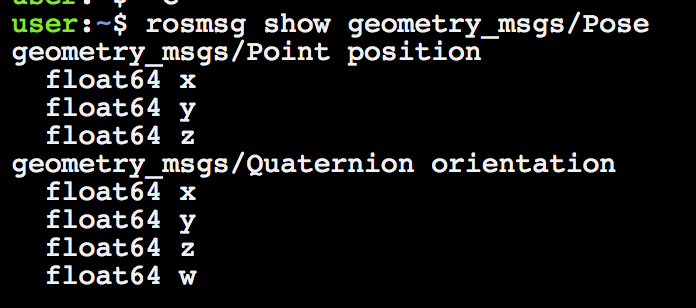 user:~$ rosmsg show geometry_msgs/Pose
geometry_msgs/Point position
  float64 x
  float64 y
  float64 z
geometry_msgs/Quaternion orientation
  float64 x
  float64 y
  float64 z
  float64 w